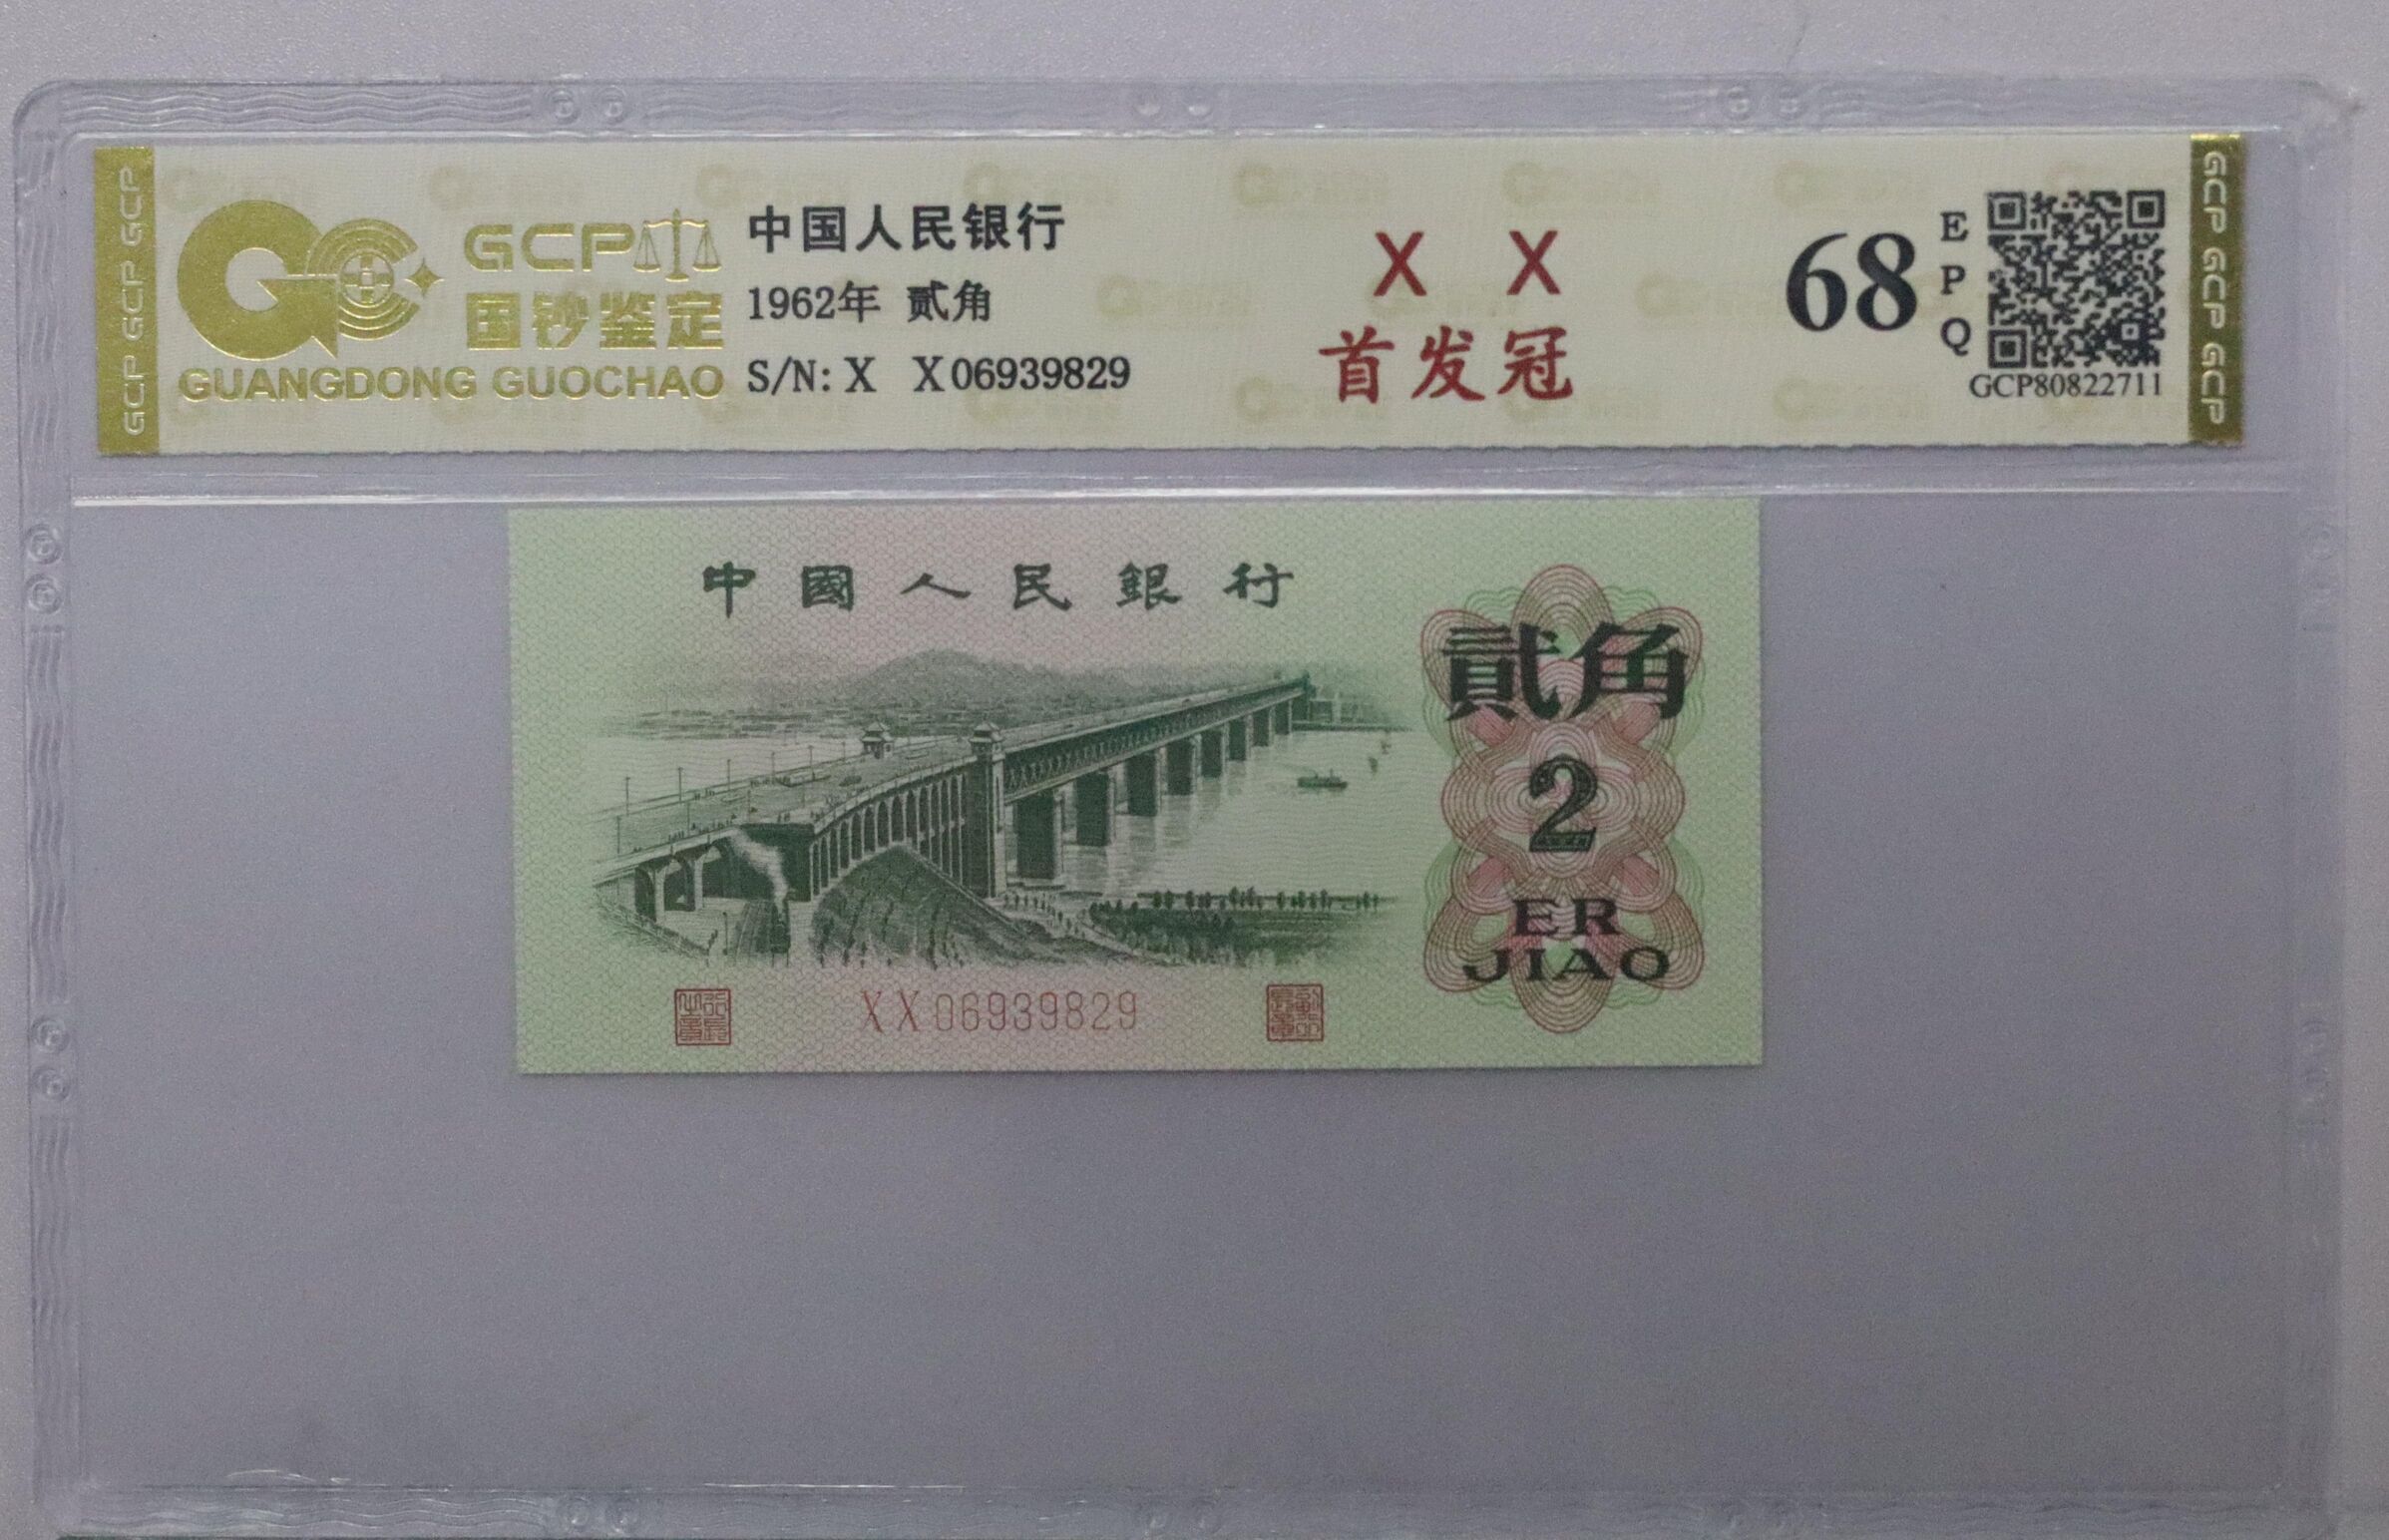 GCP
国钞鉴定
GUANGDONG GUOCHAO
中国人民银行
1962年 贰角
S/N: X X06939829
X X
首发冠
68
EPQ
GCP80822711
GCP GCP GCP
GCP GCP GCP
中國人民銀行
貳角
2
ER
JIAO
XX06939829